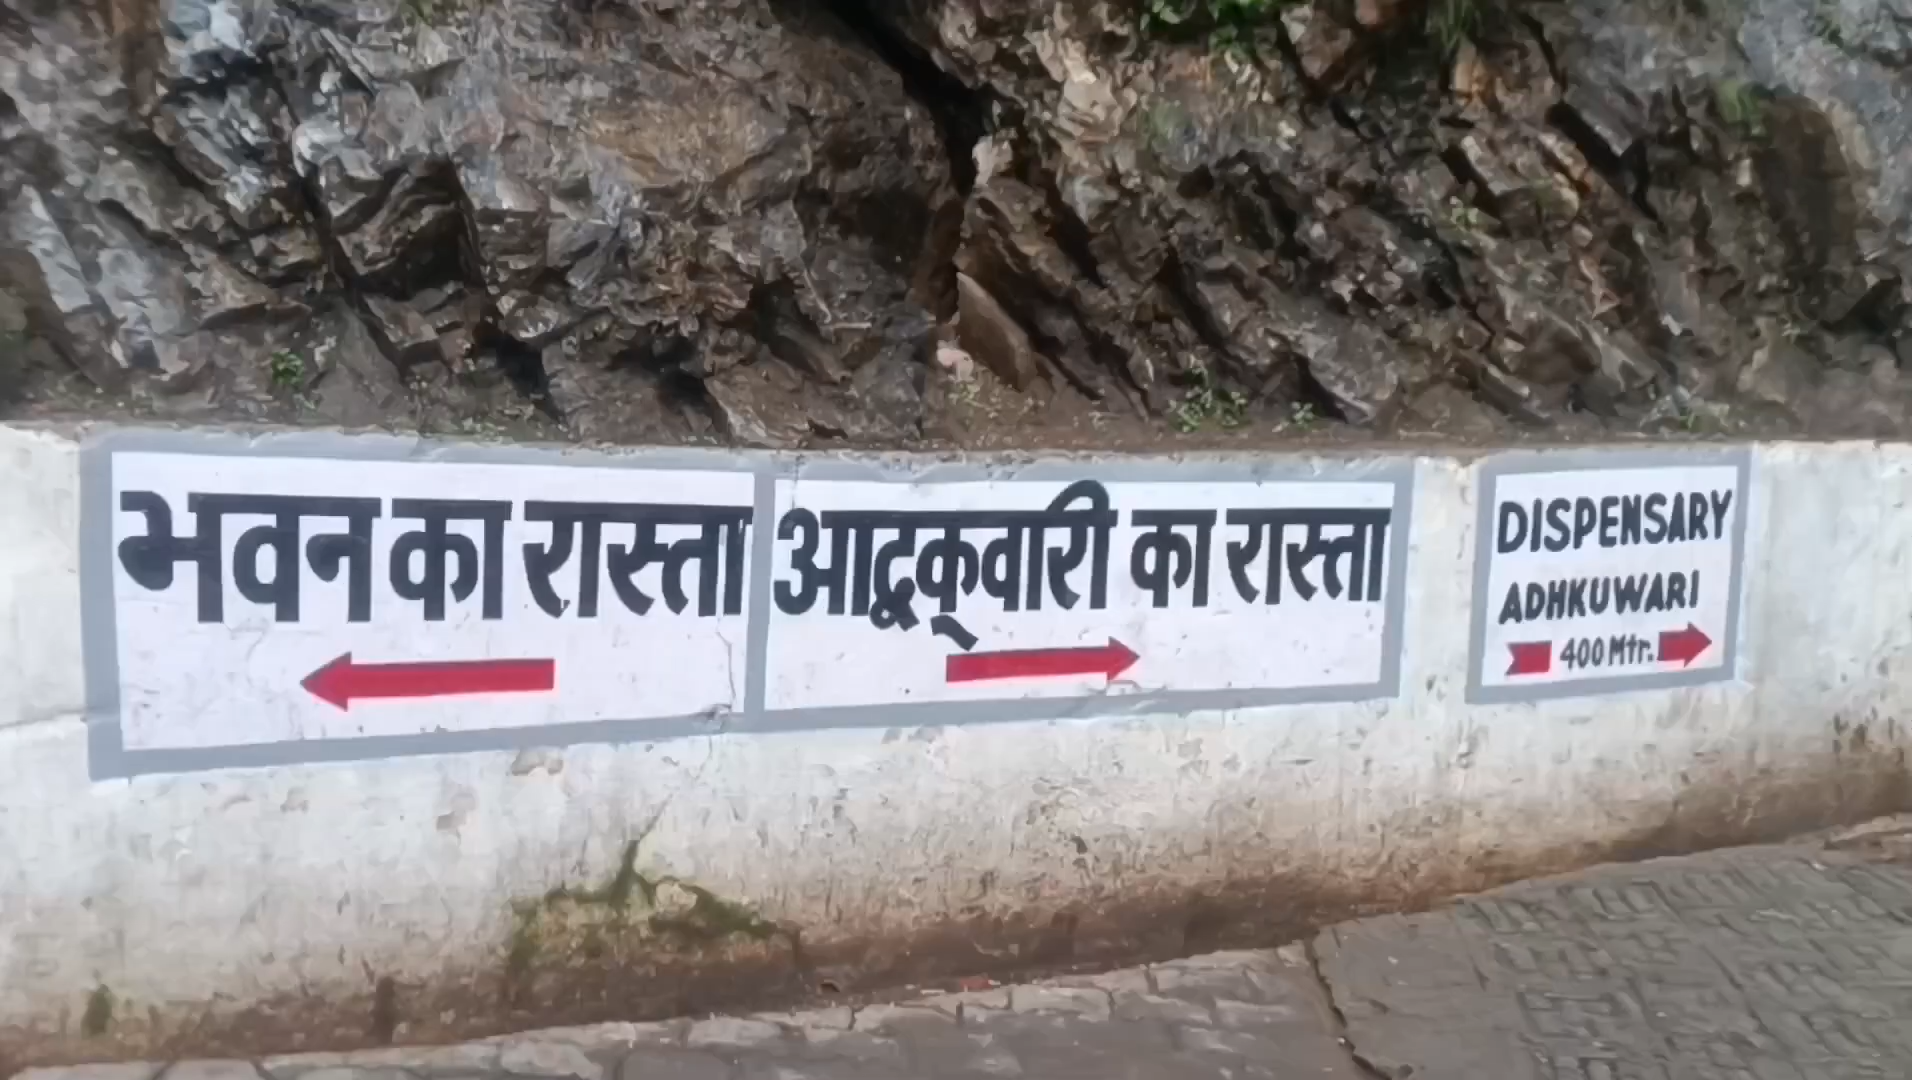 भवन का रास्ता
आद्कुवारी का रास्ता
DISPENSARY
ADHKUWARI
400 Mtr.